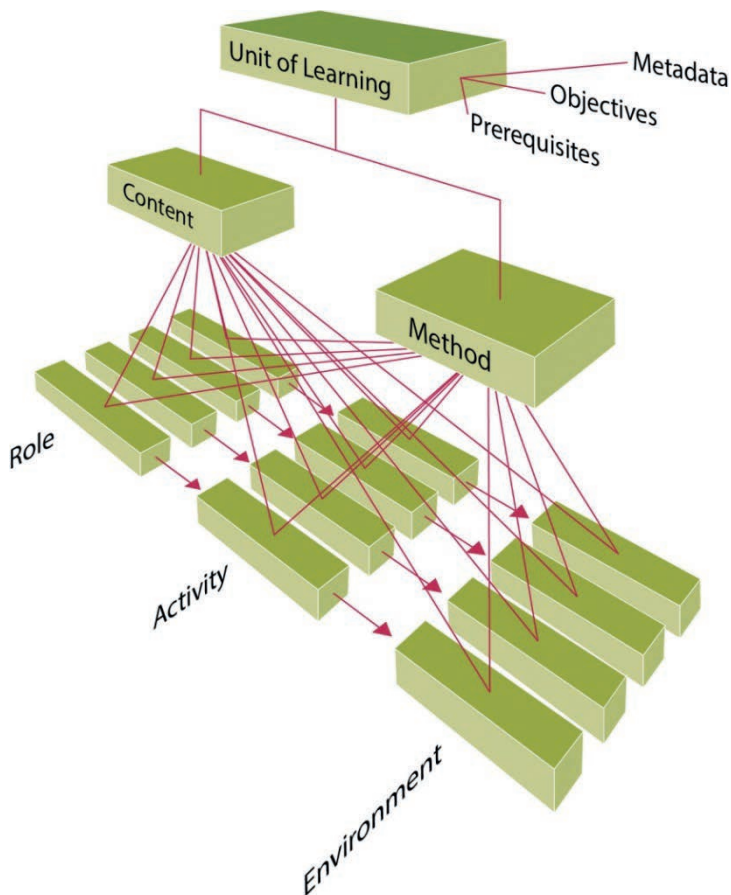 Unit of Learning
Metadata
Objectives
Prerequisites
Content
Method
Role
Activity
Environment